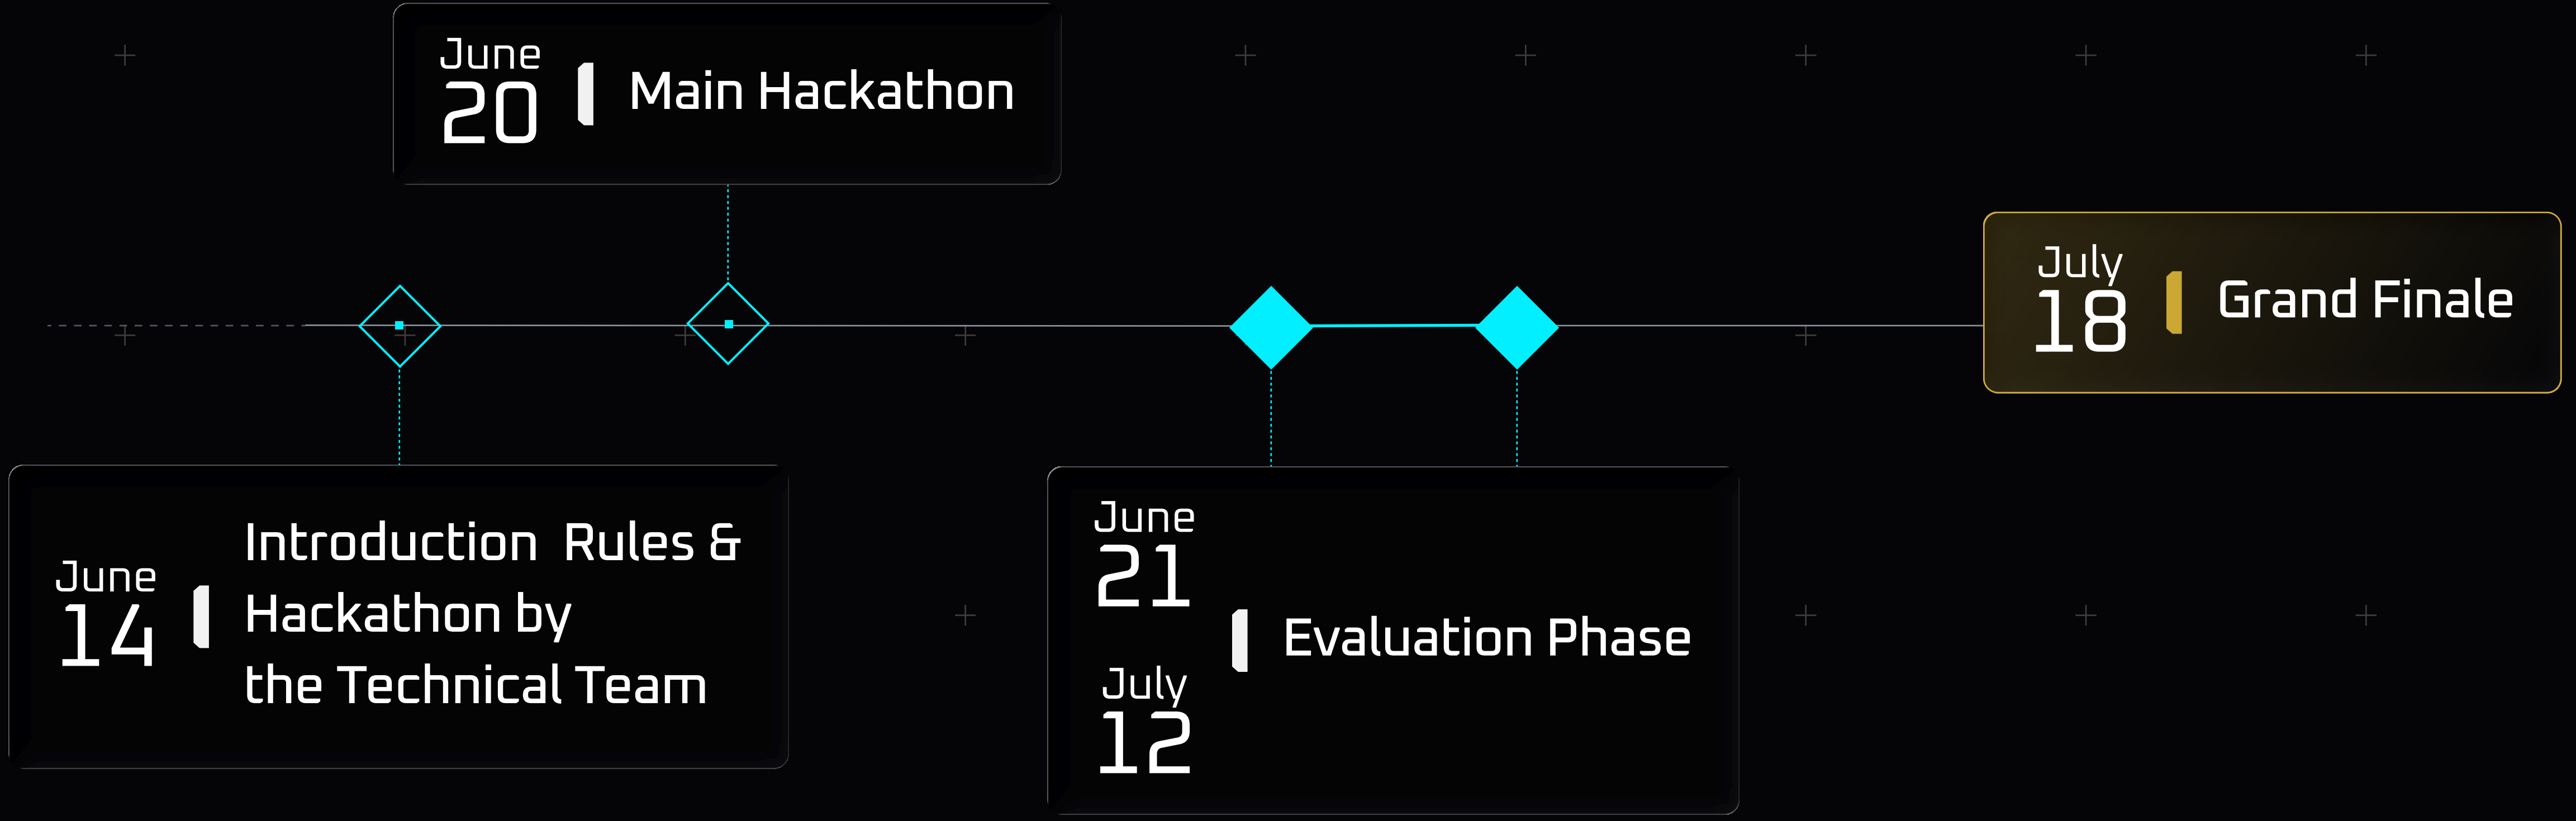 June
20
Main Hackathon
July
18
Grand Finale
June
14
Introduction  Rules &
Hackathon by
the Technical Team
June
21
July
12
Evaluation Phase